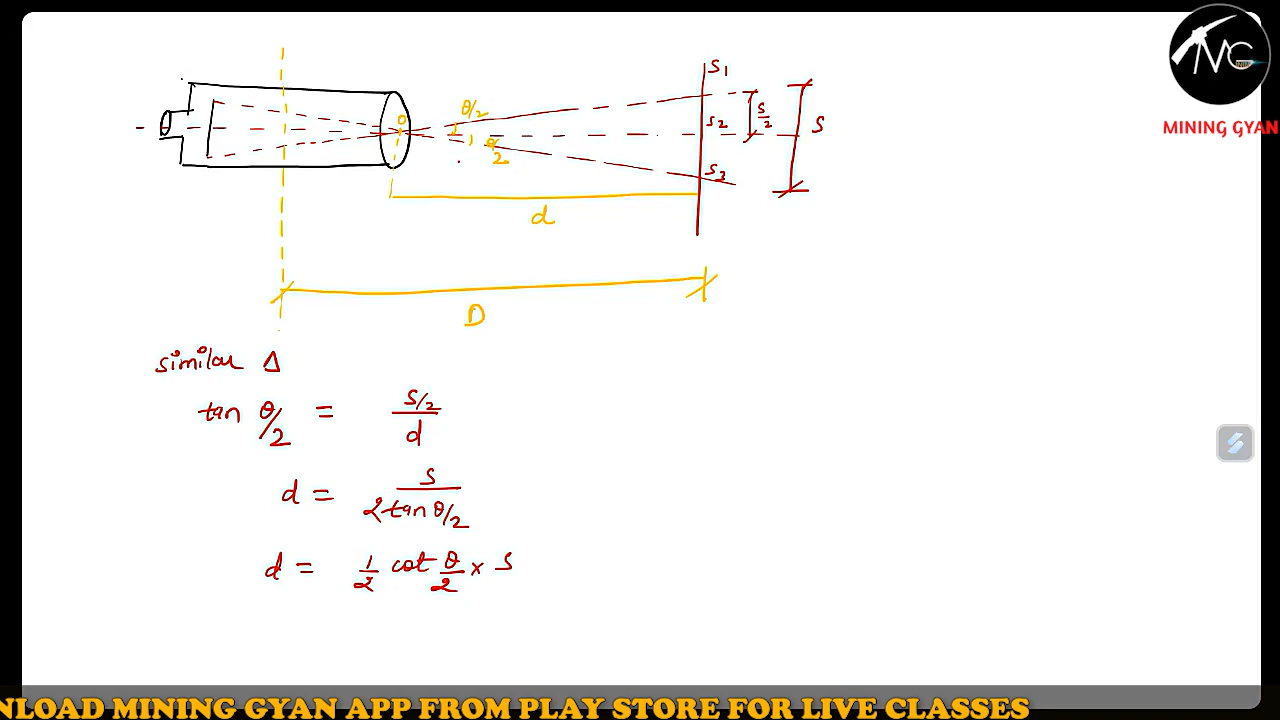 MG
MINING GYAN
θ
θ/2
θ/2
S1
S2
S3
S/2
S
d
D
similar Δ
tan θ/2 = S/2 / d
d = S / 2 tan θ/2
d = 1/2 cot θ/2 × S
NLOAD MINING GYAN APP FROM PLAY STORE FOR LIVE CLASSES